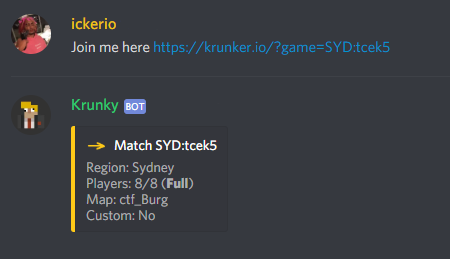 ickerio
Join me here https://krunker.io/?game=SYD:tcek5
Krunky BOT
Match SYD:tcek5
Region: Sydney
Players: 8/8 (Full)
Map: ctf_Burg
Custom: No